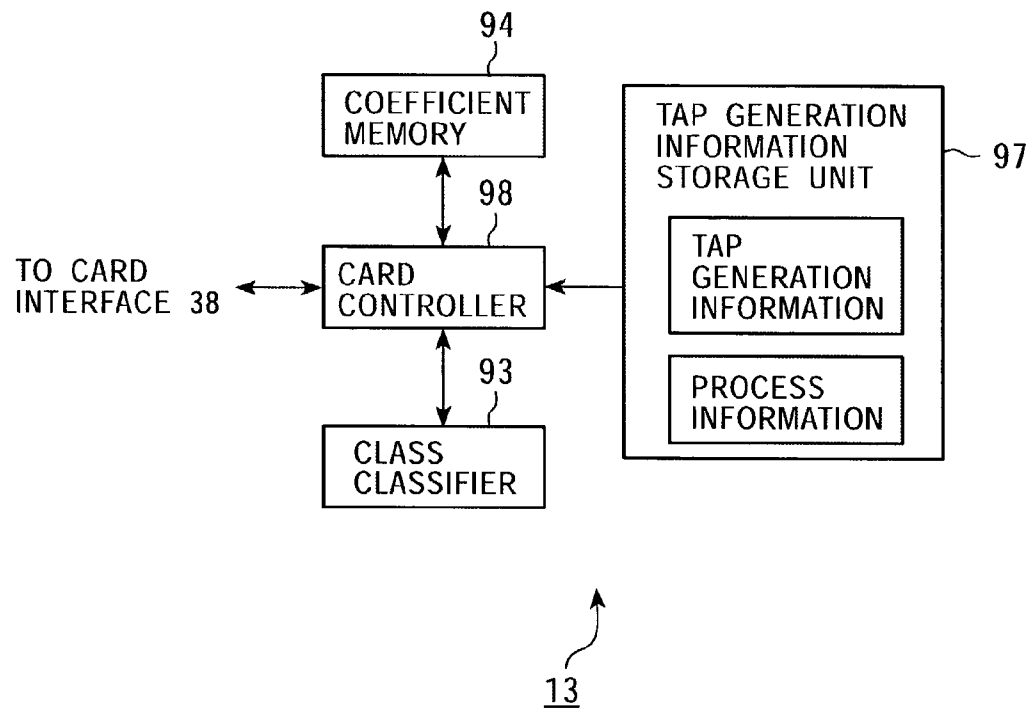 94
COEFFICIENT
MEMORY
TAP GENERATION
INFORMATION
STORAGE UNIT
97
98
TAP
GENERATION
INFORMATION
TO CARD
INTERFACE 38
CARD
CONTROLLER
93
PROCESS
INFORMATION
CLASS
CLASSIFIER
13